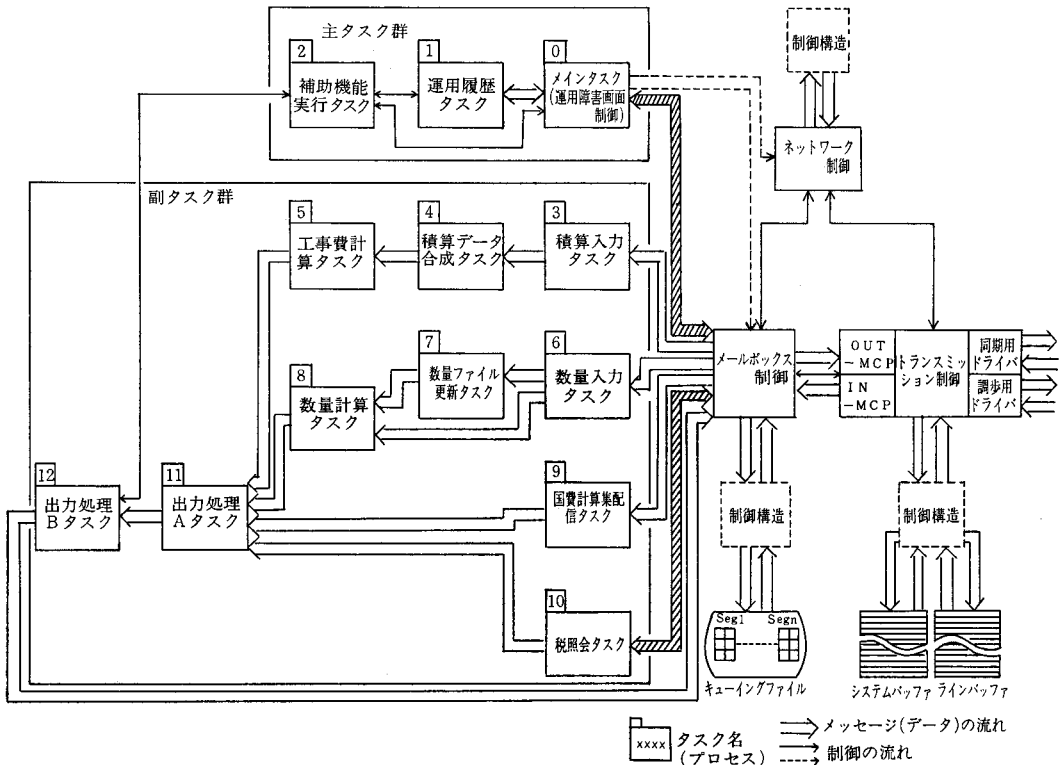 主タスク群
2
補助機能
実行タスク
1
運用履歴
タスク
0
メインタスク
(運用障害画面
制御)
制御構造
ネットワーク
制御
副タスク群
5
工事費計
算タスク
4
積算データ
合成タスク
3
積算入力
タスク
8
数量計算
タスク
7
数量ファイル
更新タスク
6
数量入力
タスク
メールボックス
制御
OUT
-MCP
IN
-MCP
トランスミッ
ション制御
同期用
ドライバ
調歩用
ドライバ
12
出力処理
Bタスク
11
出力処理
Aタスク
9
国費計算集配
信タスク
10
税照会タスク
制御構造
制御構造
Seg1 Segn
キューイングファイル
システムバッファ ラインバッファ
xxxx
タスク名
(プロセス)
メッセージ(データ)の流れ
制御の流れ